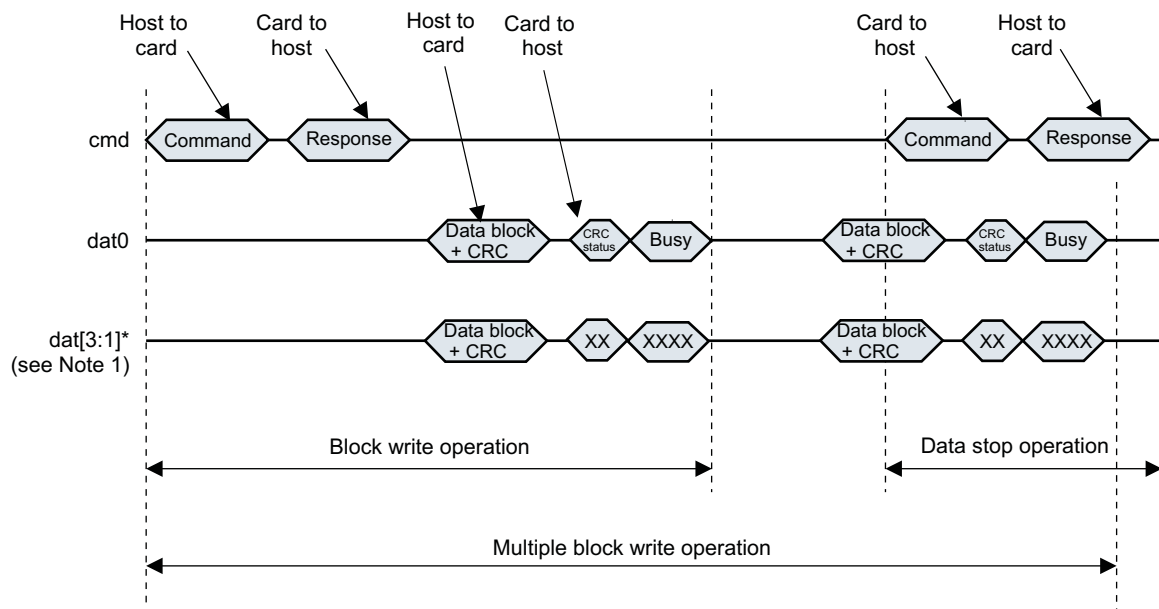 Host to
card
Card to
host
Host to
card
Card to
host
Card to
host
Host to
card
cmd
Command
Response
Command
Response
dat0
Data block
+ CRC
CRC
status
Busy
Data block
+ CRC
CRC
status
Busy
dat[3:1]*
(see Note 1)
Data block
+ CRC
XX
XXXX
Data block
+ CRC
XX
XXXX
Block write operation
Data stop operation
Multiple block write operation